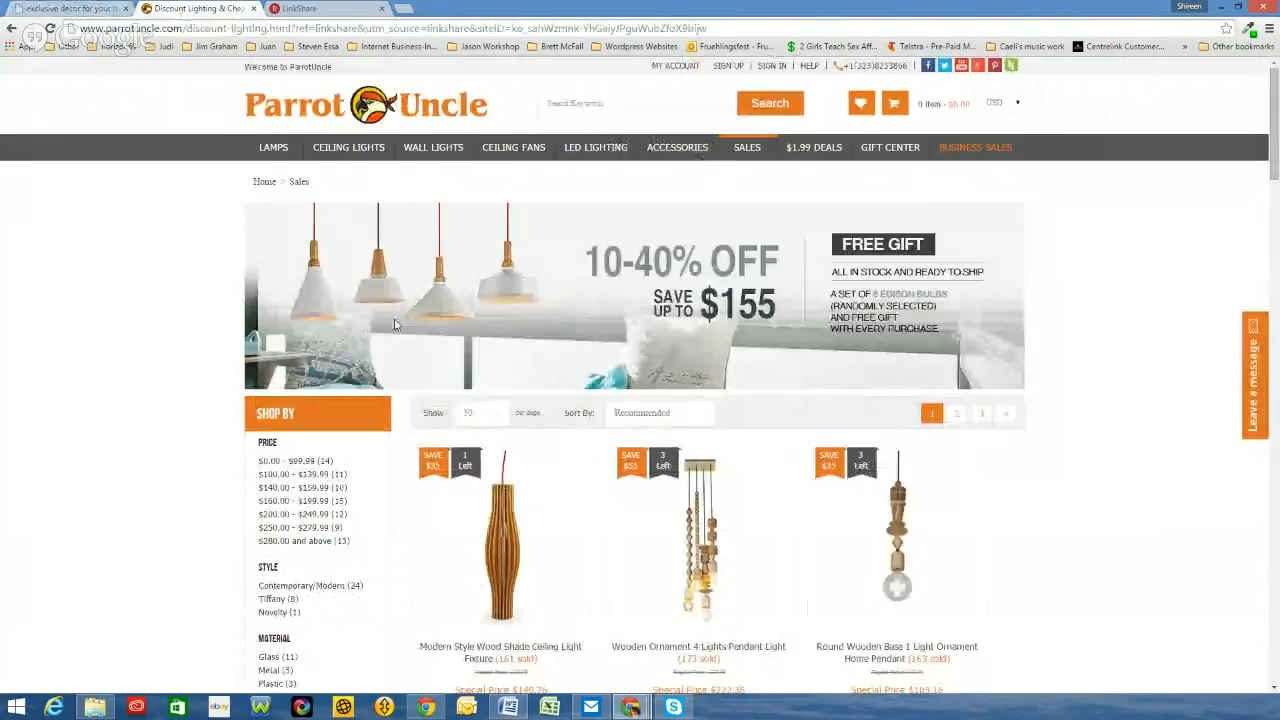 exclusive decor for your h
Discount Lighting & Chea
LinkShare
Shireen
www.parrotuncle.com/discount-lighting.html?ref=linkshare&utm_source=linkshare&siteID=
Apps
Judi
Jim Graham
Steven Essa
Internet Business-In...
Jason Workshop
Brett McFall
Wordpress Websites
Fruehlingsfest - Fru...
2 Girls Teach Sex Aff...
Telstra - Pre-Paid M...
Caeli's music work
Centrelink Customer...
»
Other bookmarks
Google
Welcome to ParrotUncle
MY ACCOUNT
SIGN UP
SIGN IN
HELP
+1(323)8253866
Parrot Uncle
Search Keywords
Search
0 item - $0.00
USD
LAMPS
CEILING LIGHTS
WALL LIGHTS
CEILING FANS
LED LIGHTING
ACCESSORIES
SALES
$1.99 DEALS
GIFT CENTER
BUSINESS SALES
Home > Sales
10-40% OFF
SAVE UP TO $155
FREE GIFT
ALL IN STOCK AND READY TO SHIP
A SET OF 6 EDISON BULBS
(RANDOMLY SELECTED)
AND FREE GIFT
WITH EVERY PURCHASE
Leave a message
SHOP BY
Show
30
per page
Sort By:
Recommended
1
2
3
PRICE
$0.00 - $99.99 (14)
$100.00 - $139.99 (11)
$140.00 - $159.99 (10)
$160.00 - $199.99 (15)
$200.00 - $249.99 (12)
$250.00 - $279.99 (9)
$280.00 and above (13)
STYLE
Contemporary/Modern (24)
Tiffany (8)
Novelty (1)
MATERIAL
Glass (11)
Metal (5)
Plastic (3)
SAVE
$35
1
Left
SAVE
$55
3
Left
SAVE
$35
3
Left
Modern Style Wood Shade Ceiling Light
Fixture (161 sold)
Special Price $140.76
Wooden Ornament 4 Lights Pendant Light
(173 sold)
Special Price $222.36
Round Wooden Base 1 Light Ornament
Home Pendant (163 sold)
Special Price $103.16
ebay